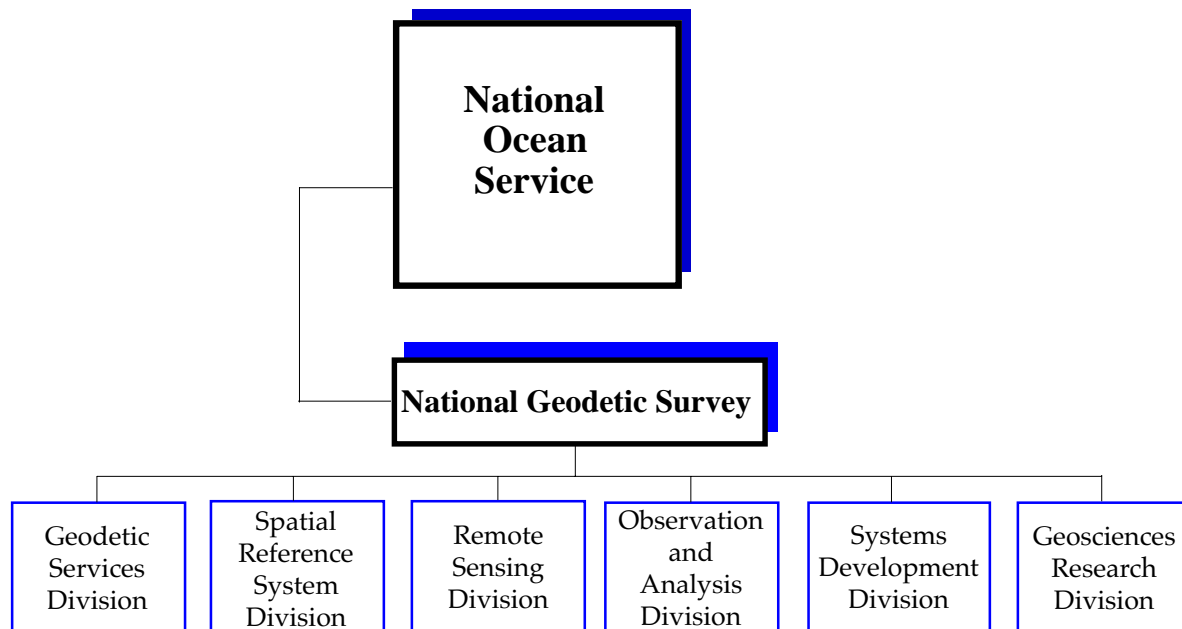 National
Ocean
Service
National Geodetic Survey
Geodetic
Services
Division
Spatial
Reference
System
Division
Remote
Sensing
Division
Observation
and
Analysis
Division
Systems
Development
Division
Geosciences
Research
Division